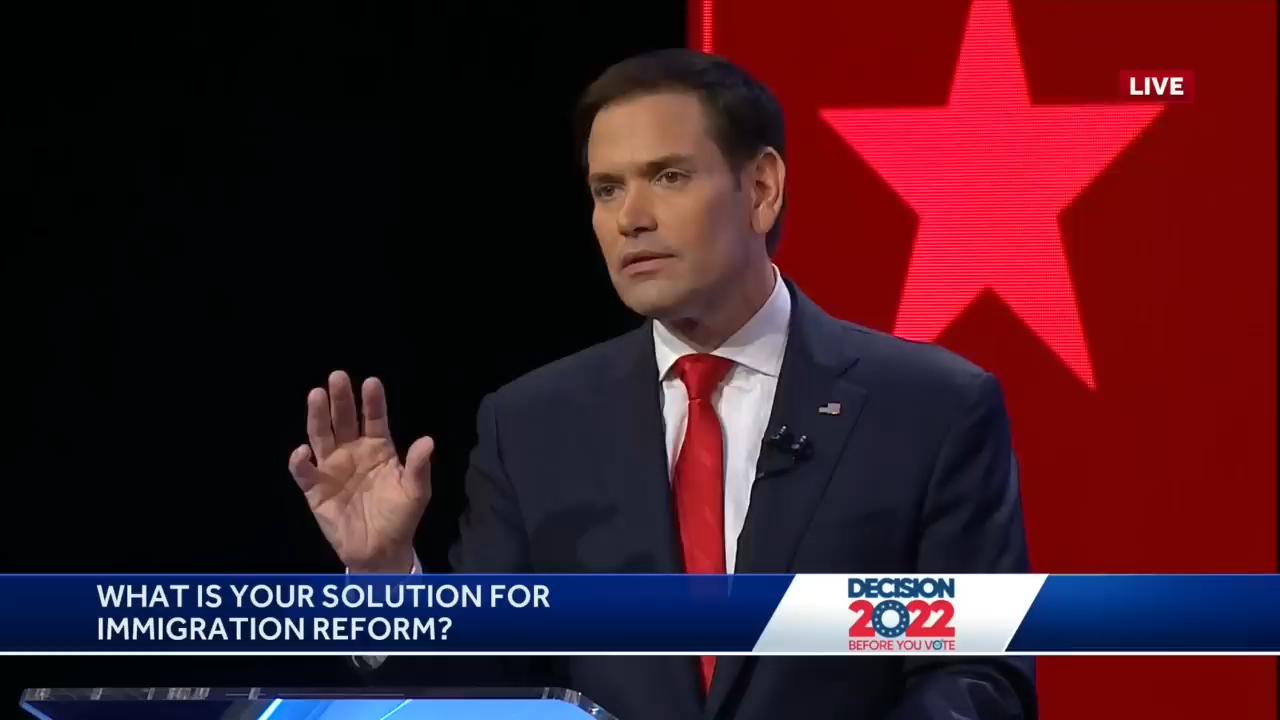 LIVE
WHAT IS YOUR SOLUTION FOR
IMMIGRATION REFORM?
DECISION
2022
BEFORE YOU VOTE